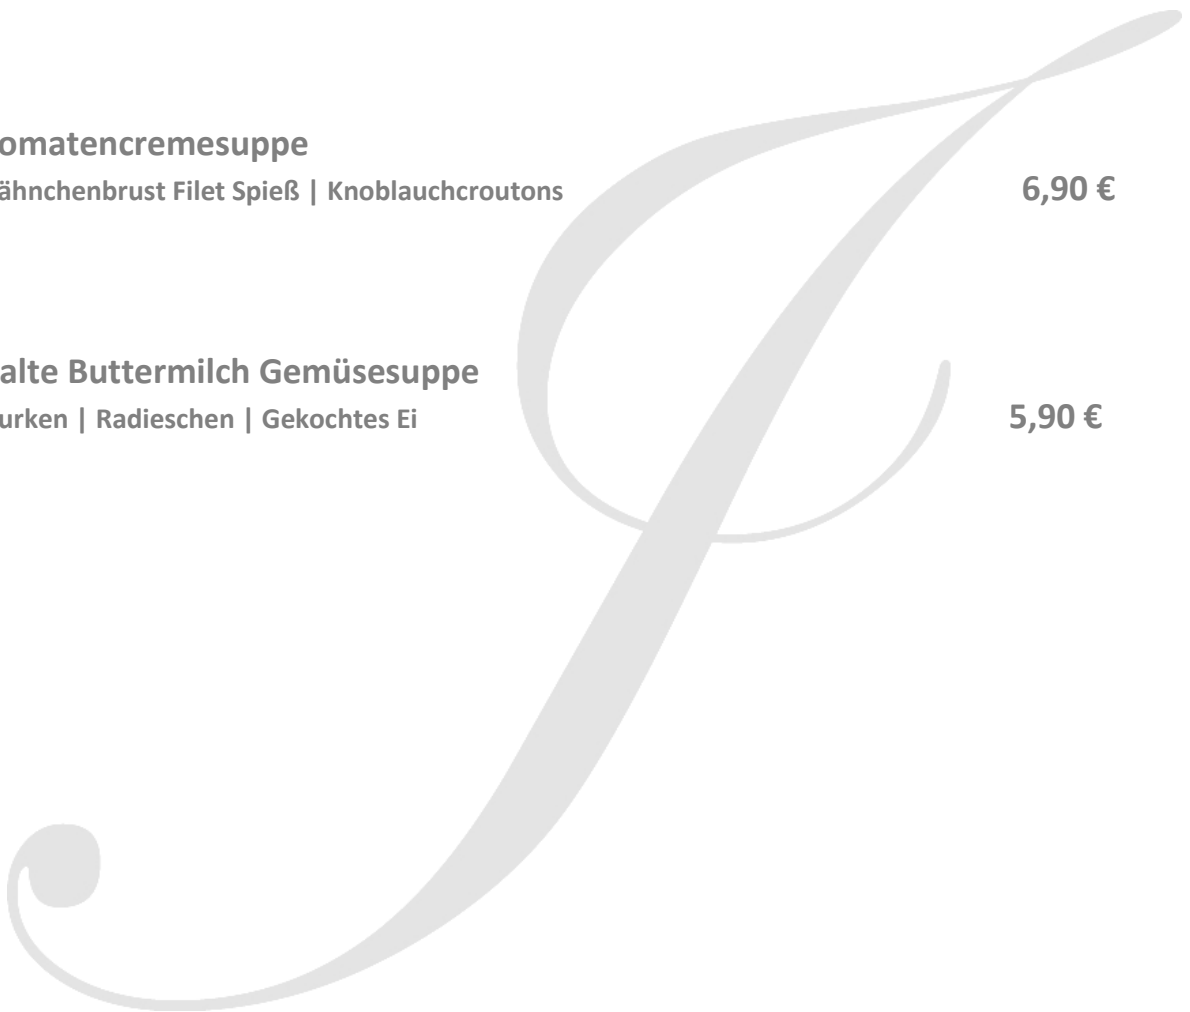 omatencremesuppe
ähnchenbrust Filet Spieß | Knoblauchcroutons 6,90 €
alte Buttermilch Gemüsesuppe
urken | Radieschen | Gekochtes Ei 5,90 €